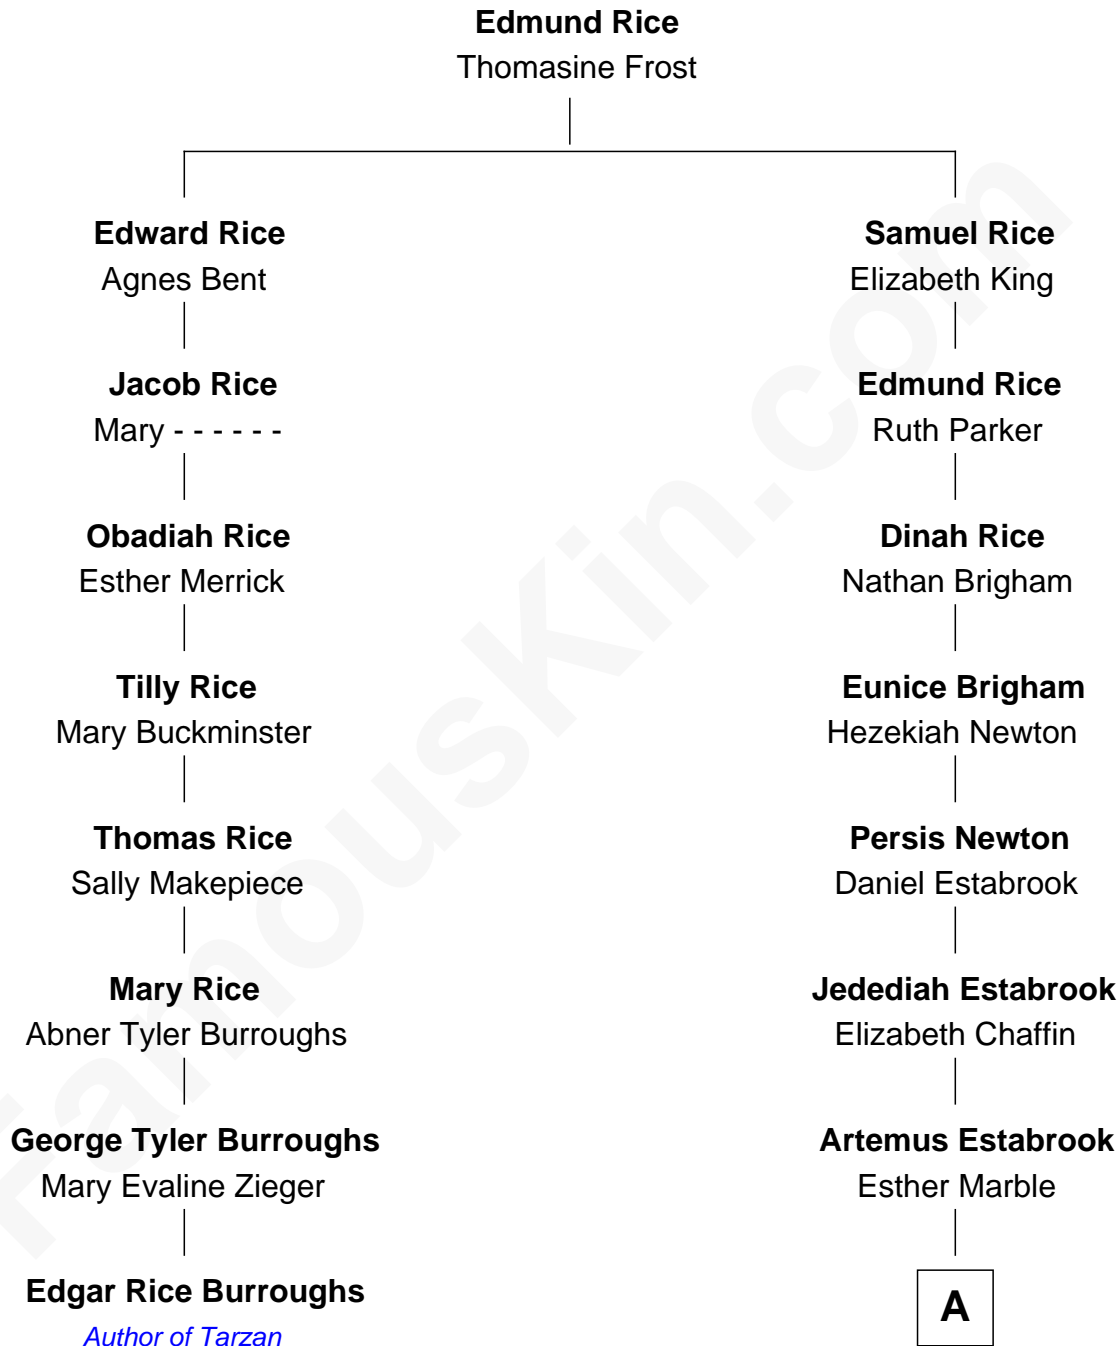 Edmund Rice
Thomasine Frost
Edward Rice
Agnes Bent
Jacob Rice
Mary - - - - - -
Obadiah Rice
Esther Merrick
Tilly Rice
Mary Buckminster
Thomas Rice
Sally Makepiece
Mary Rice
Abner Tyler Burroughs
George Tyler Burroughs
Mary Evaline Zieger
Edgar Rice Burroughs
Author of Tarzan
Samuel Rice
Elizabeth King
Edmund Rice
Ruth Parker
Dinah Rice
Nathan Brigham
Eunice Brigham
Hezekiah Newton
Persis Newton
Daniel Estabrook
Jedediah Estabrook
Elizabeth Chaffin
Artemus Estabrook
Esther Marble
A
FamousKin.com